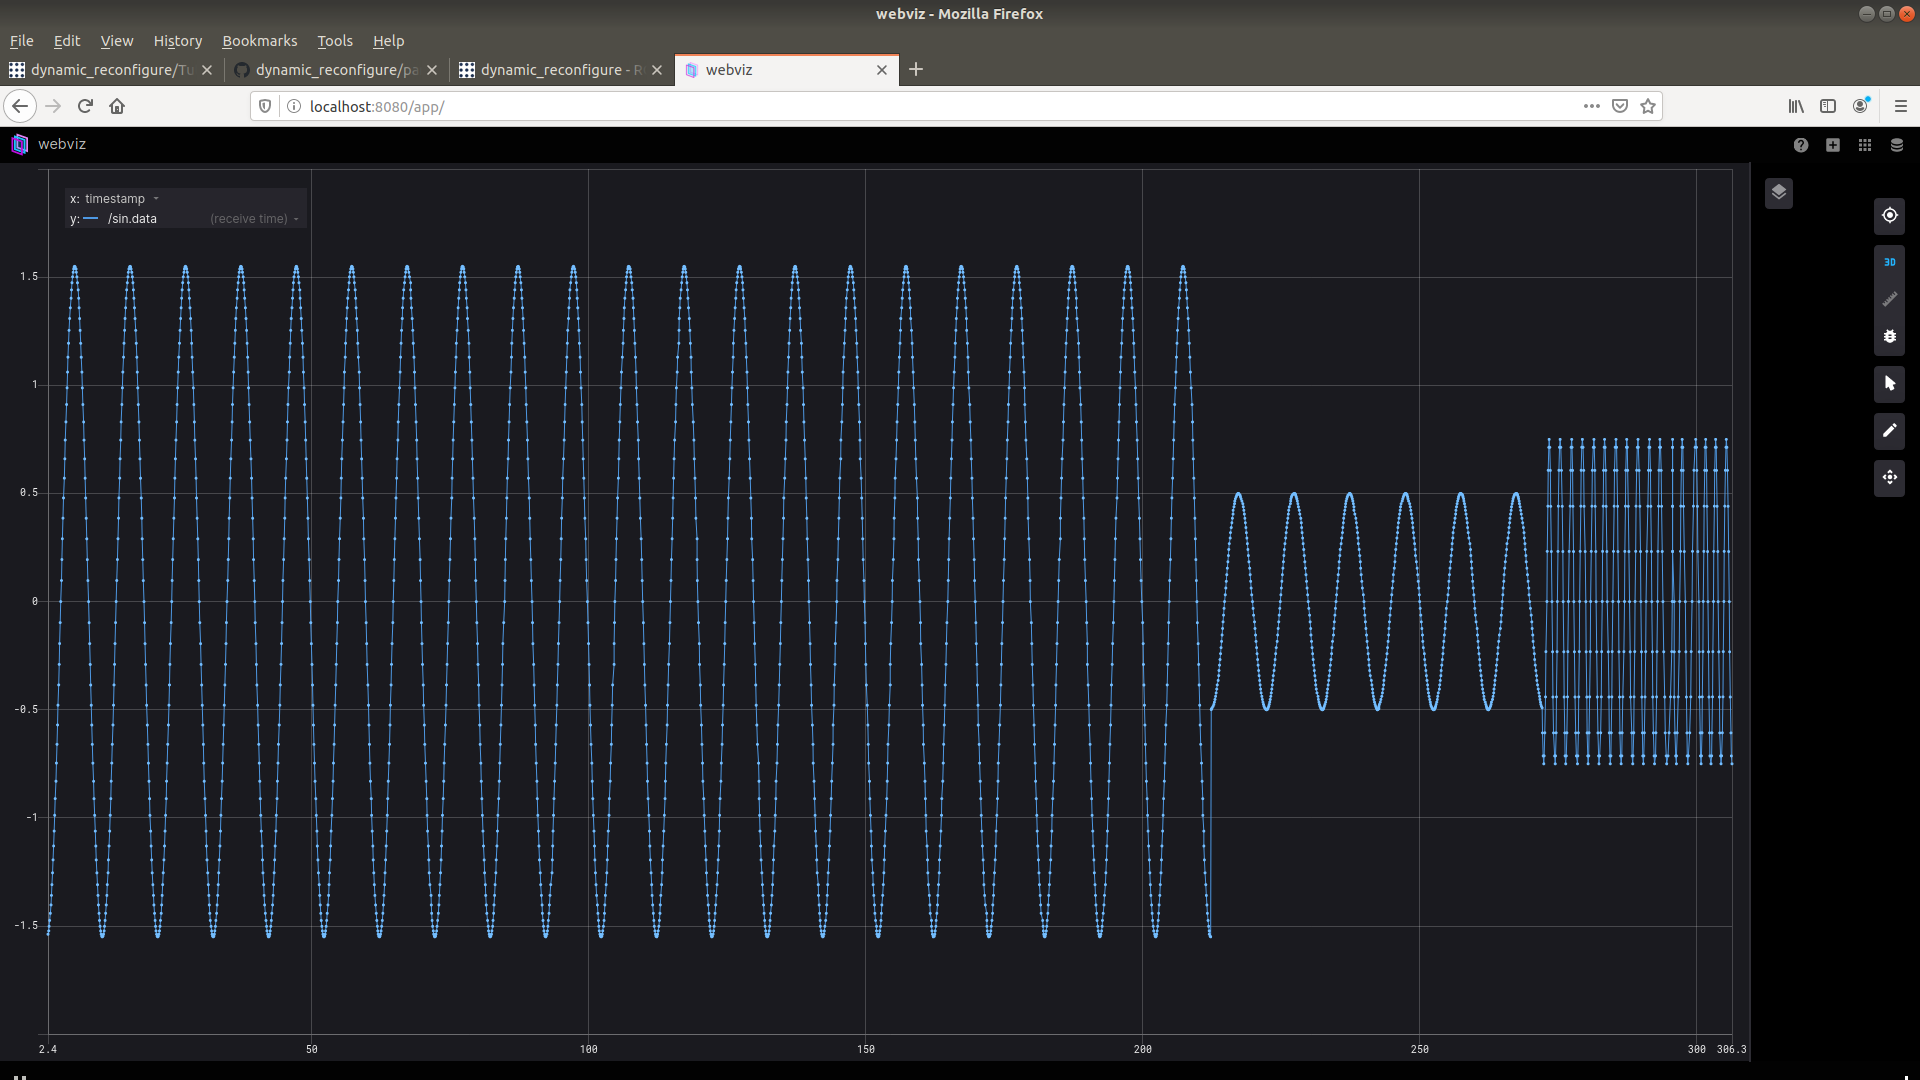 webviz - Mozilla Firefox
File Edit View History Bookmarks Tools Help
dynamic_reconfigure/Tu dynamic_reconfigure/pa dynamic_reconfigure - R webviz
localhost:8080/app/
webviz
x: timestamp
y: /sin.data (receive time)
3D
1.5
1
0.5
0
-0.5
-1
-1.5
2.4 50 100 150 200 250 300 306.3